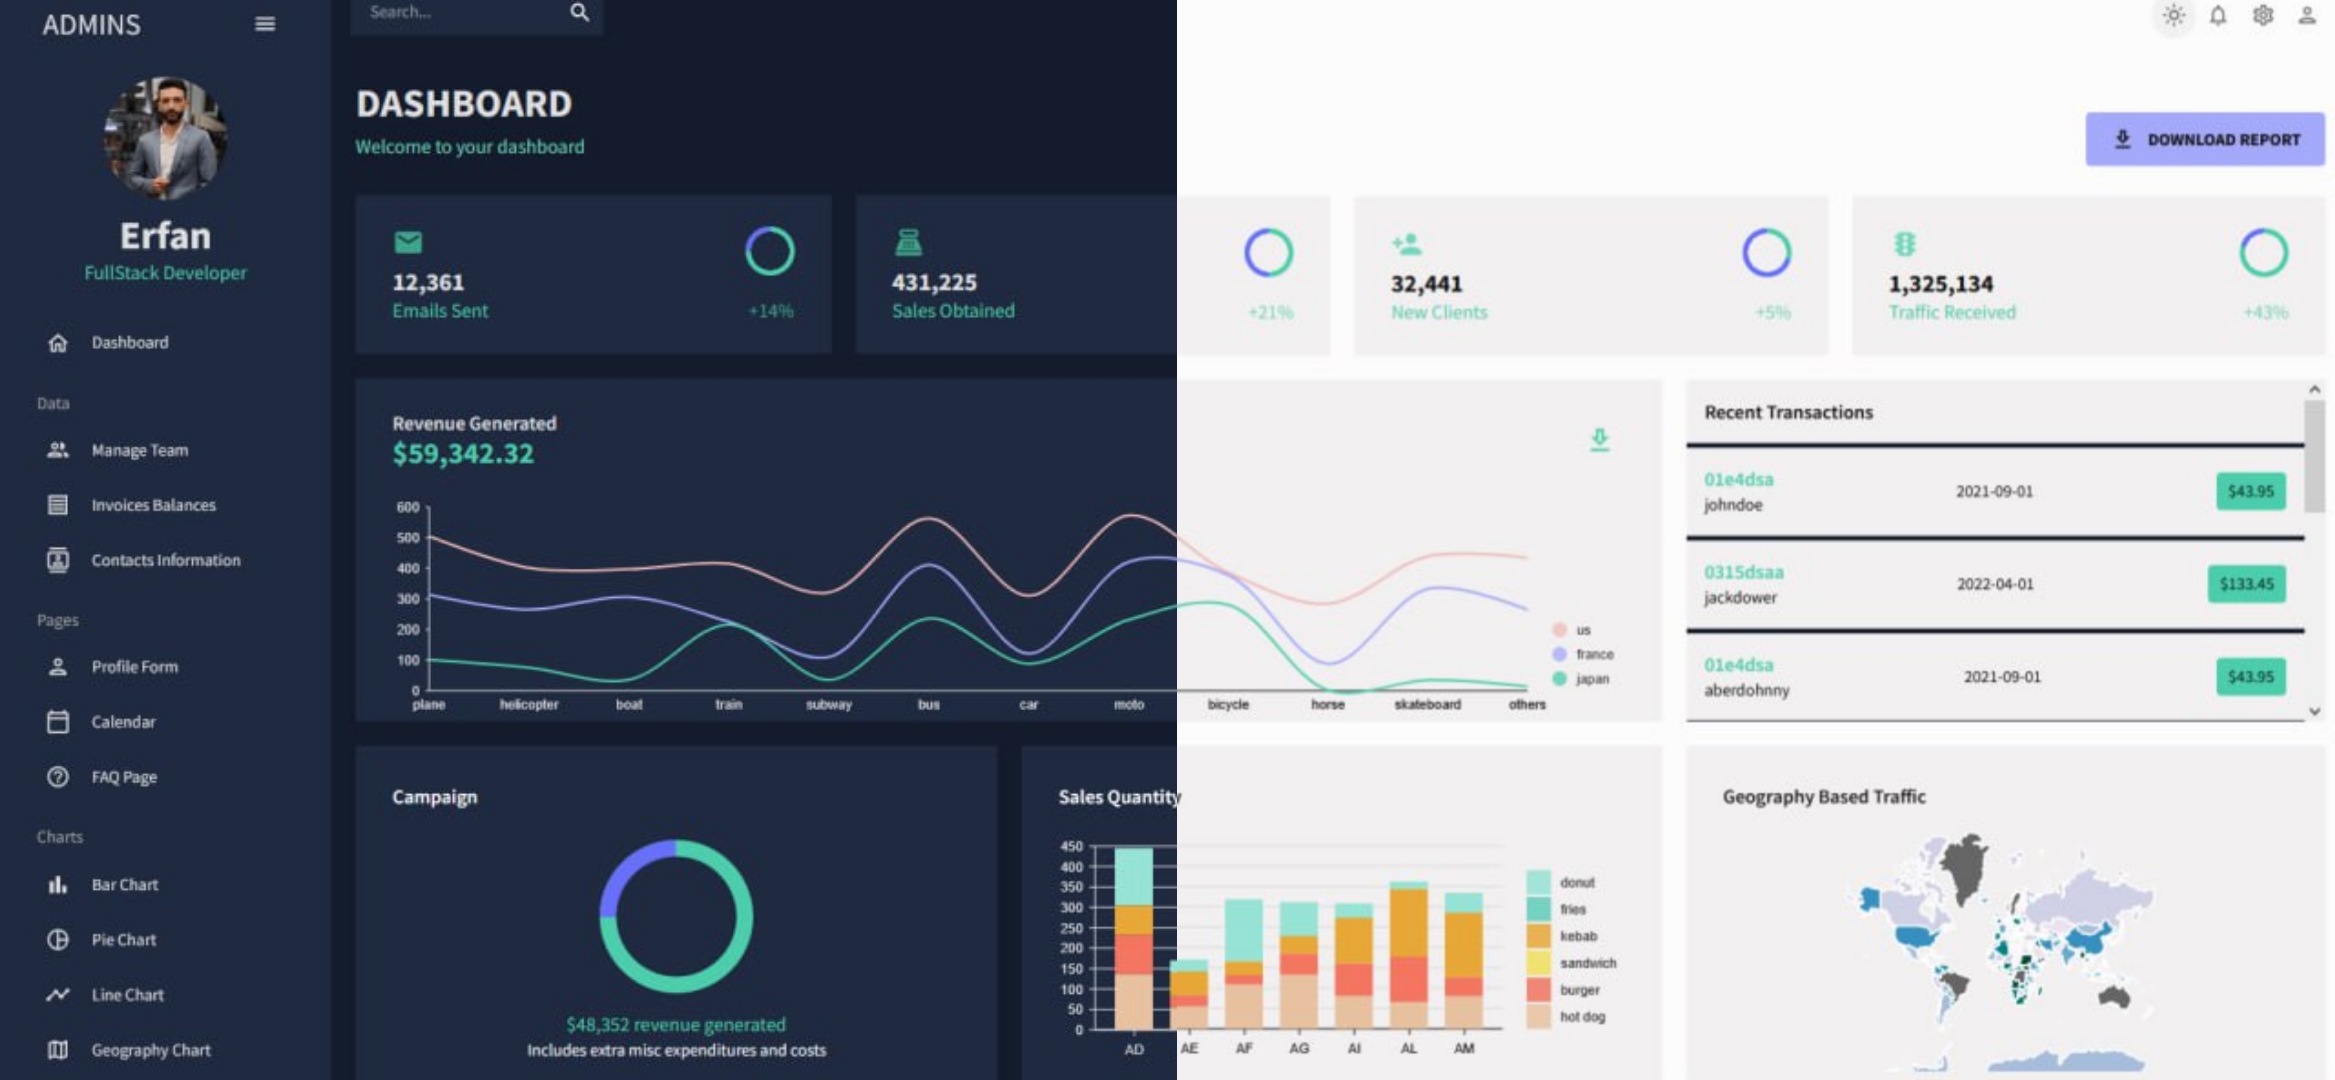 ADMINS
Search...
Erfan
FullStack Developer
Dashboard
Data
Manage Team
Invoices Balances
Contacts Information
Pages
Profile Form
Calendar
FAQ Page
Charts
Bar Chart
Pie Chart
Line Chart
Geography Chart
DASHBOARD
Welcome to your dashboard
DOWNLOAD REPORT
12,361
Emails Sent
+14%
431,225
Sales Obtained
+21%
32,441
New Clients
+5%
1,325,134
Traffic Received
+43%
Revenue Generated
$59,342.32
600
500
400
300
200
100
0
plane helicopter boat train subway bus car moto bicycle horse skateboard others
us
france
japan
Recent Transactions
01e4dsa
johndoe
2021-09-01
$43.95
0315dsaa
jackdower
2022-04-01
$133.45
01e4dsa
aberdohnny
2021-09-01
$43.95
Campaign
$48,352 revenue generated
Includes extra misc expenditures and costs
Sales Quantity
450
400
350
300
250
200
150
100
50
0
AD AE AF AG AI AL AM
donut
fries
kebab
sandwich
burger
hot dog
Geography Based Traffic